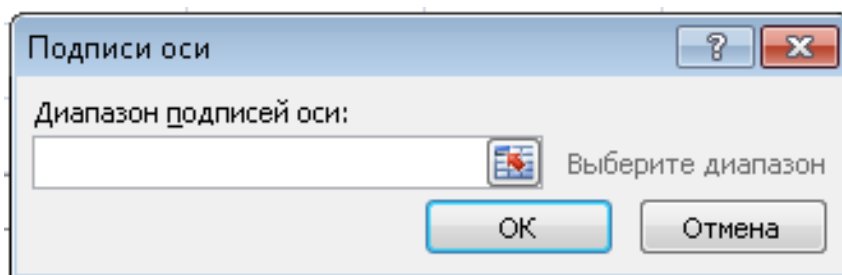 Подписи оси
?
Диапазон подписей оси:
Выберите диапазон
ОК
Отмена